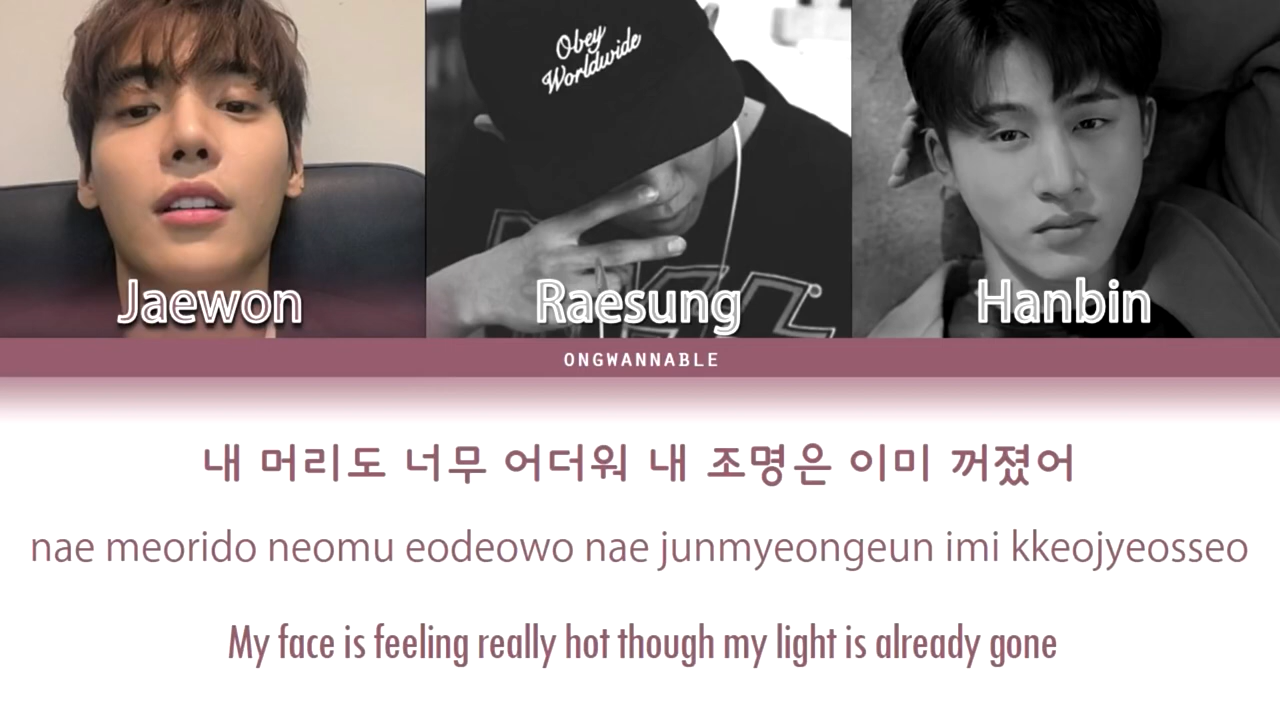 Obey
Worldwide
Jaewon
Raesung
Hanbin
ONGWANNABLE
내 머리도 너무 어더워 내 조명은 이미 꺼졌어
nae meorido neomu eodeowo nae junmyeongeun imi kkeojyeosseo
My face is feeling really hot though my light is already gone